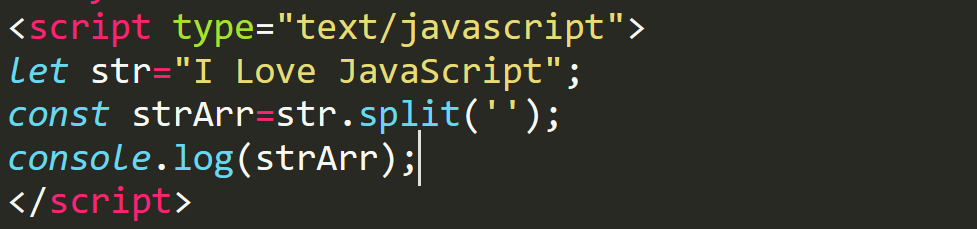 <script type="text/javascript">
let str="I Love JavaScript";
const strArr=str.split('');
console.log(strArr);
</script>